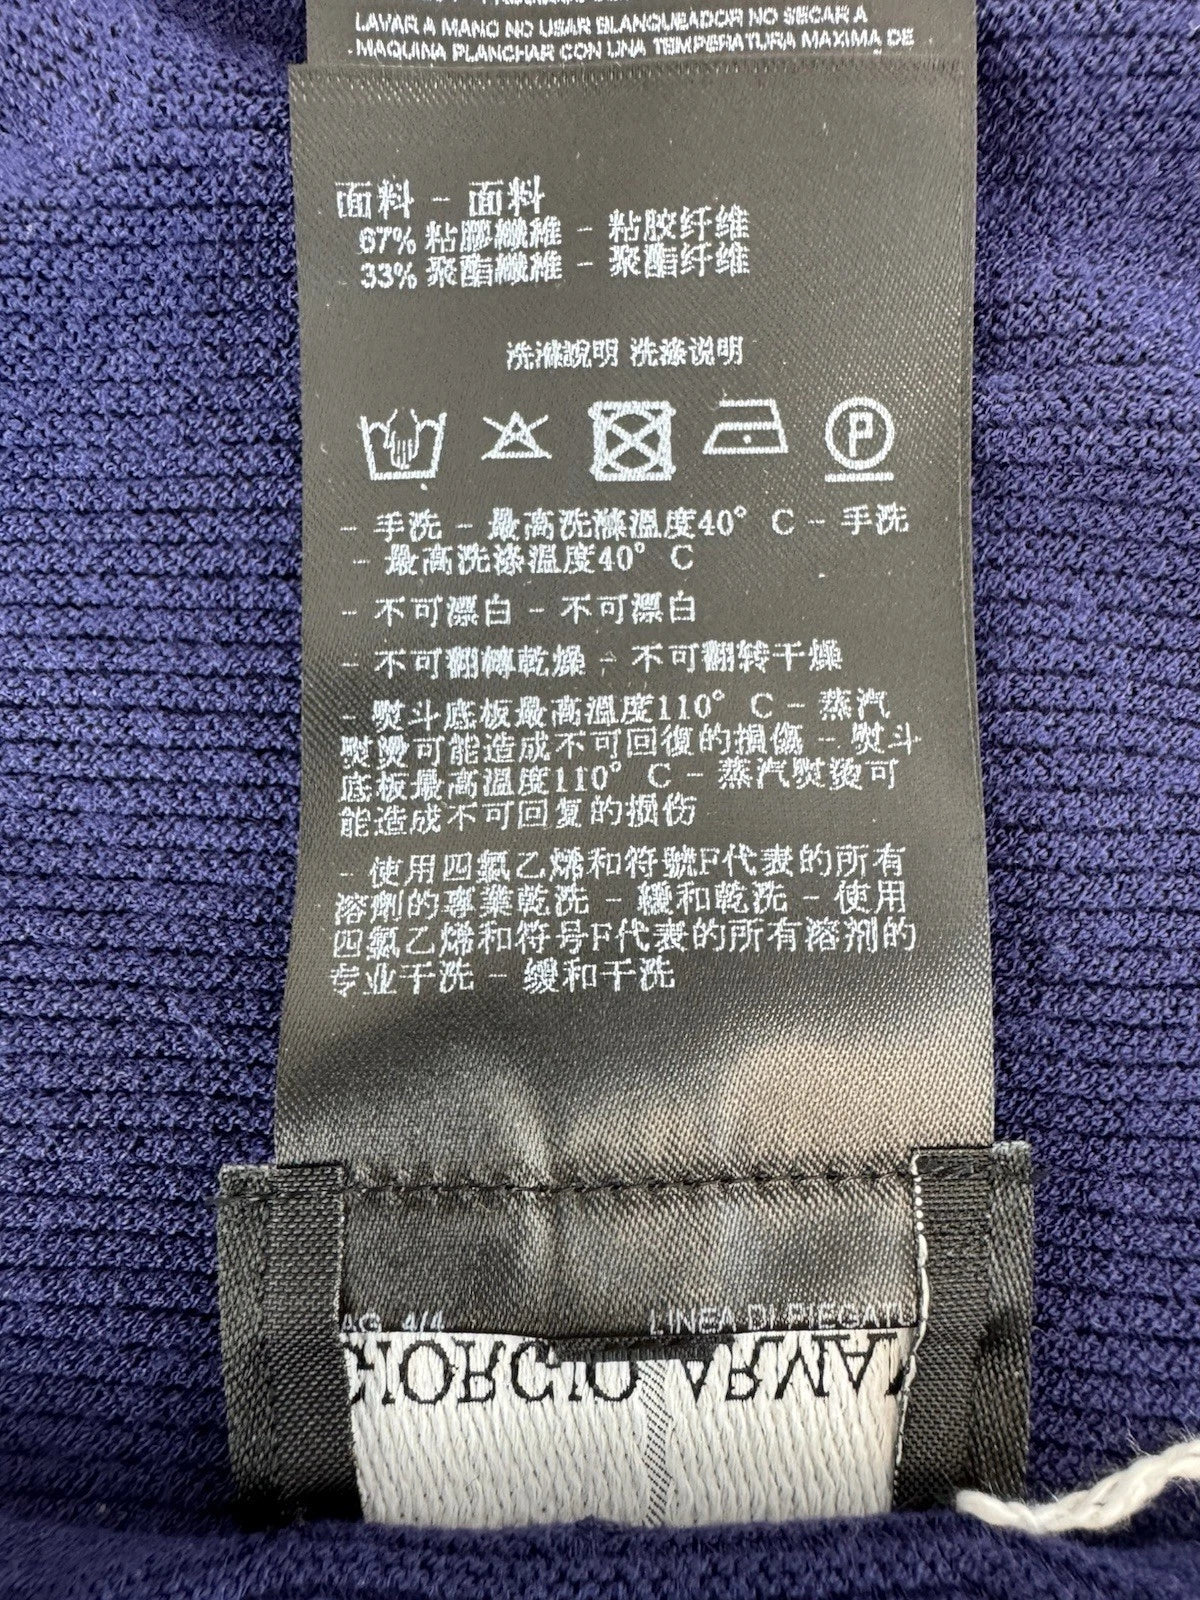 LAVAR A MANO NO USAR BLANQUEADOR NO SECAR A
MAQUINA PLANCHAR CON UNA TEMPERATURA MAXIMA DE
面料 - 面料
67% 粘膠纖維 - 粘胶纤维
33% 聚酯纖維 - 聚酯纤维
洗滌說明 洗涤说明
P
- 手洗 - 最高洗滌溫度40° C - 手洗
- 最高洗涤温度40° C
- 不可漂白 - 不可漂白
- 不可翻轉乾燥 - 不可翻转干燥
- 熨斗底板最高溫度110° C - 蒸汽
熨燙可能造成不可回復的損傷 - 熨斗
底板最高温度110° C - 蒸汽熨烫可
能造成不可回复的损伤
- 使用四氯乙烯和符號F代表的所有
溶劑的專業乾洗 - 緩和乾洗 - 使用
四氯乙烯和符号F代表的所有溶剂的
专业干洗 - 缓和干洗
AG. 4/4 LINEA DI PIEGATU
GIORGIO ARMA